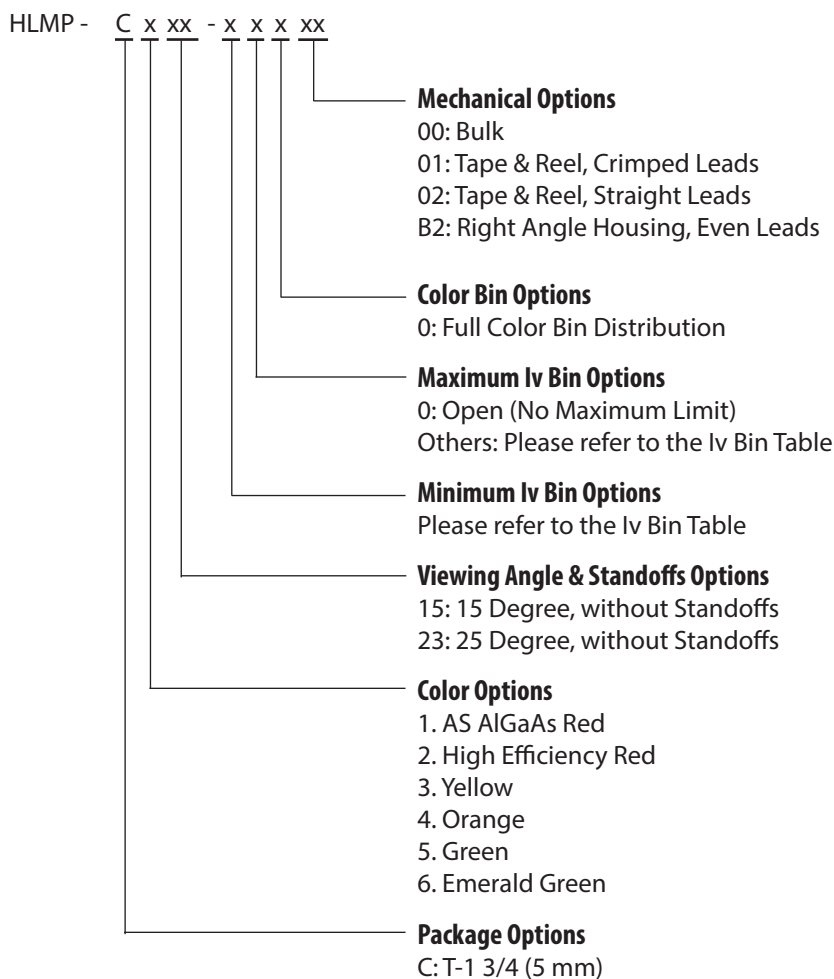 HLMP - C x xx - x x x xx
Mechanical Options
00: Bulk
01: Tape & Reel, Crimped Leads
02: Tape & Reel, Straight Leads
B2: Right Angle Housing, Even Leads
Color Bin Options
0: Full Color Bin Distribution
Maximum Iv Bin Options
0: Open (No Maximum Limit)
Others: Please refer to the Iv Bin Table
Minimum Iv Bin Options
Please refer to the Iv Bin Table
Viewing Angle & Standoffs Options
15: 15 Degree, without Standoffs
23: 25 Degree, without Standoffs
Color Options
1. AS AlGaAs Red
2. High Efficiency Red
3. Yellow
4. Orange
5. Green
6. Emerald Green
Package Options
C: T-1 3/4 (5 mm)